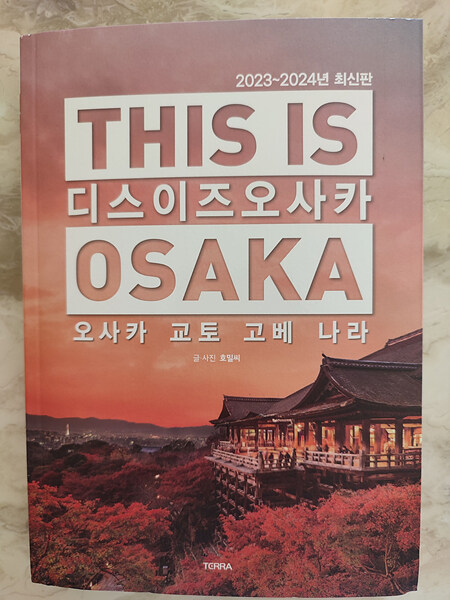 2023~2024년 최신판
THIS IS
디스이즈오사카
OSAKA
오사카 교토 고베 나라
글·사진 호밀씨
TERRA